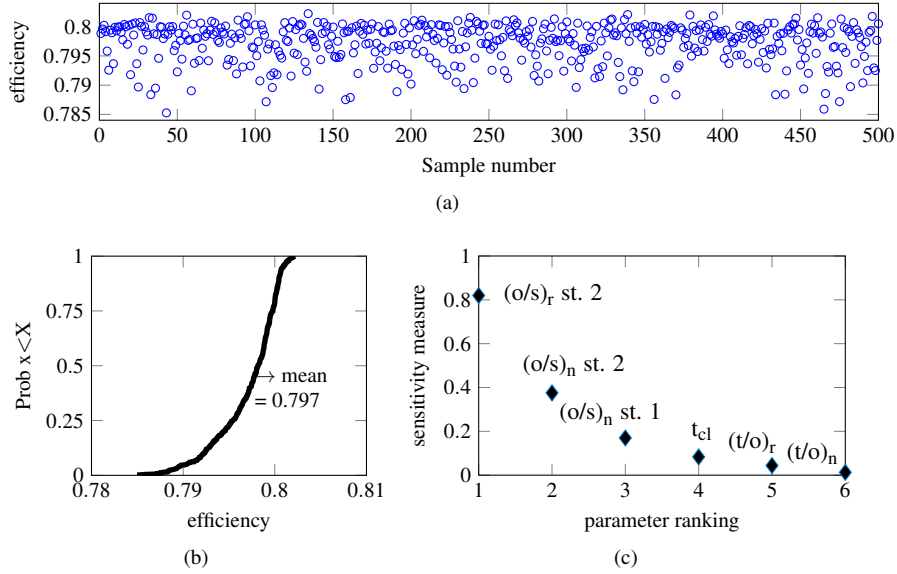 0.8
0.795
0.79
0.785
efficiency
0 50 100 150 200 250 300 350 400 450 500
Sample number
(a)
1
0.75
0.5
0.25
0
Prob x<X
→ mean
= 0.797
0.78 0.79 0.8 0.81
efficiency
(b)
1
0.8
0.6
0.4
0.2
0
sensitivity measure
(o/s)r st. 2
(o/s)n st. 2
(o/s)n st. 1
tcl
(t/o)r
(t/o)n
1 2 3 4 5 6
parameter ranking
(c)